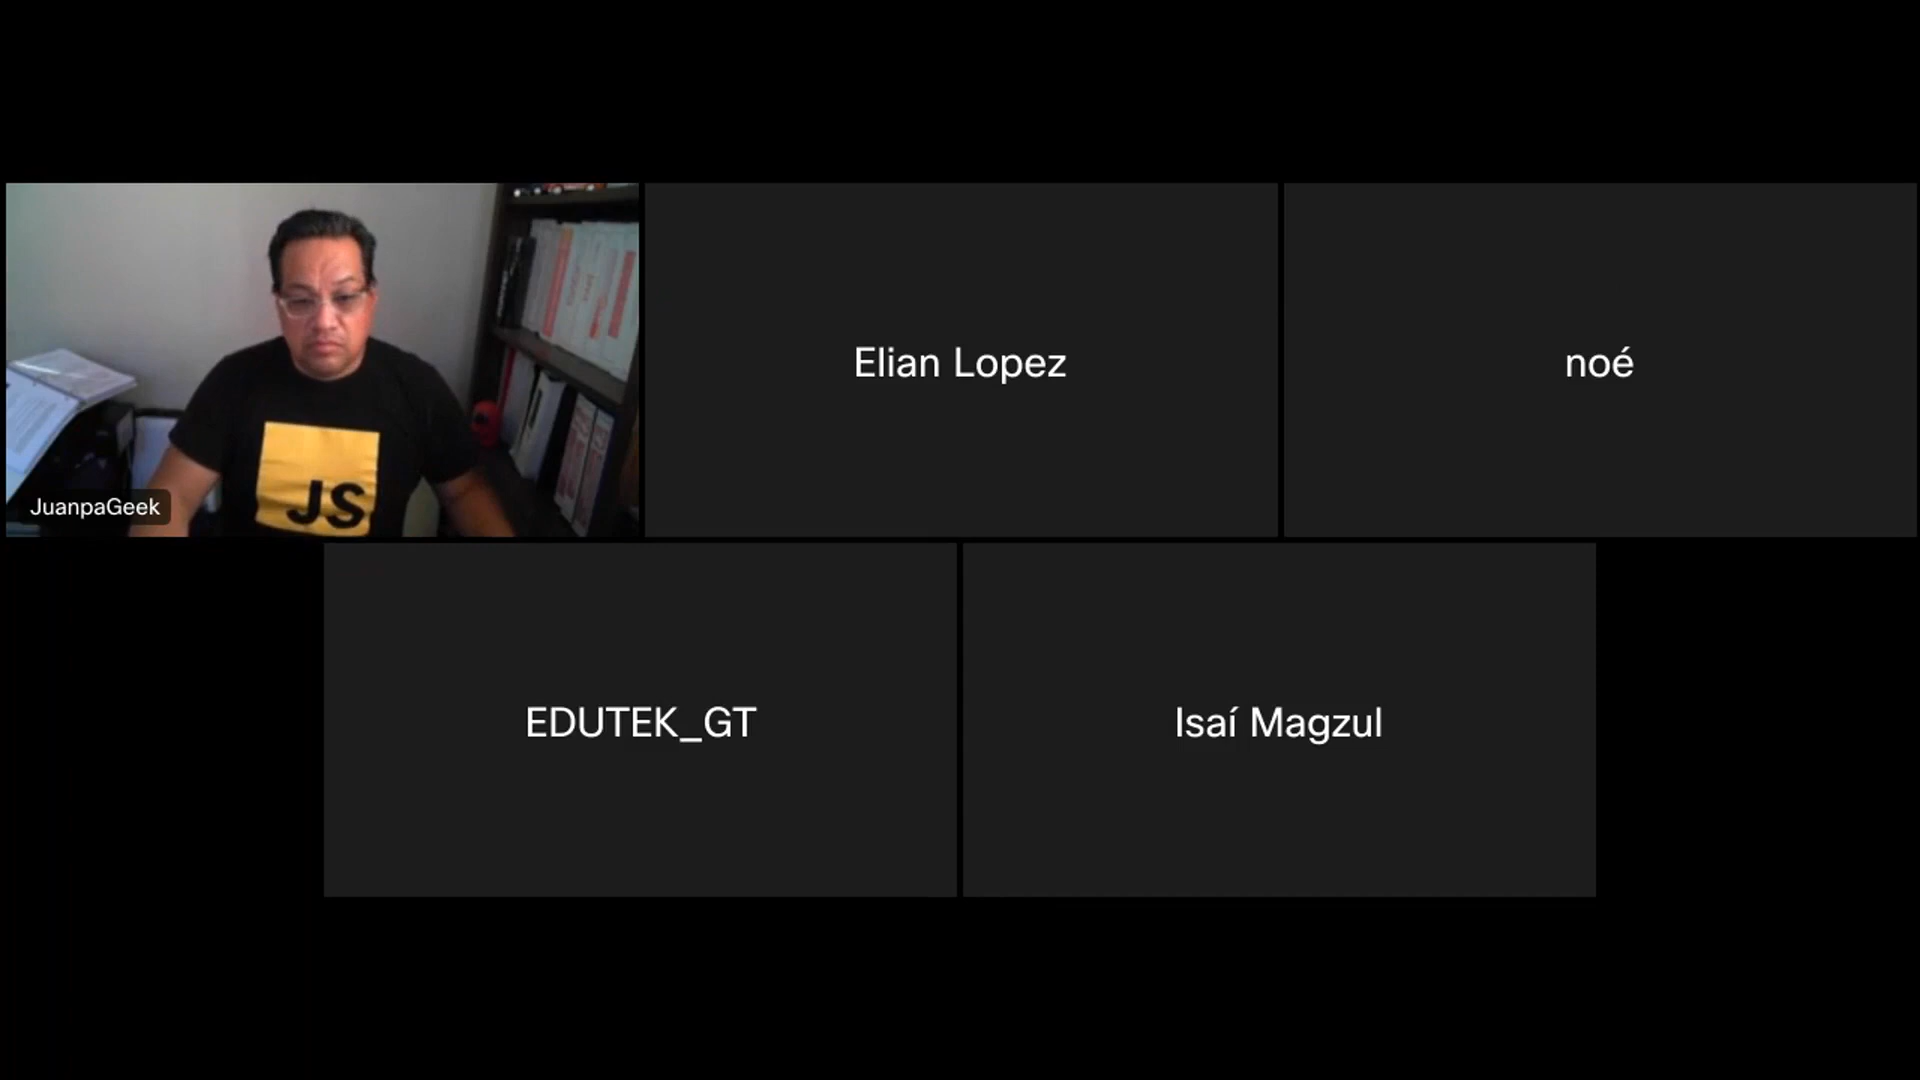 JS
JuanpaGeek
Elian Lopez
noé
EDUTEK_GT
Isaí Magzul